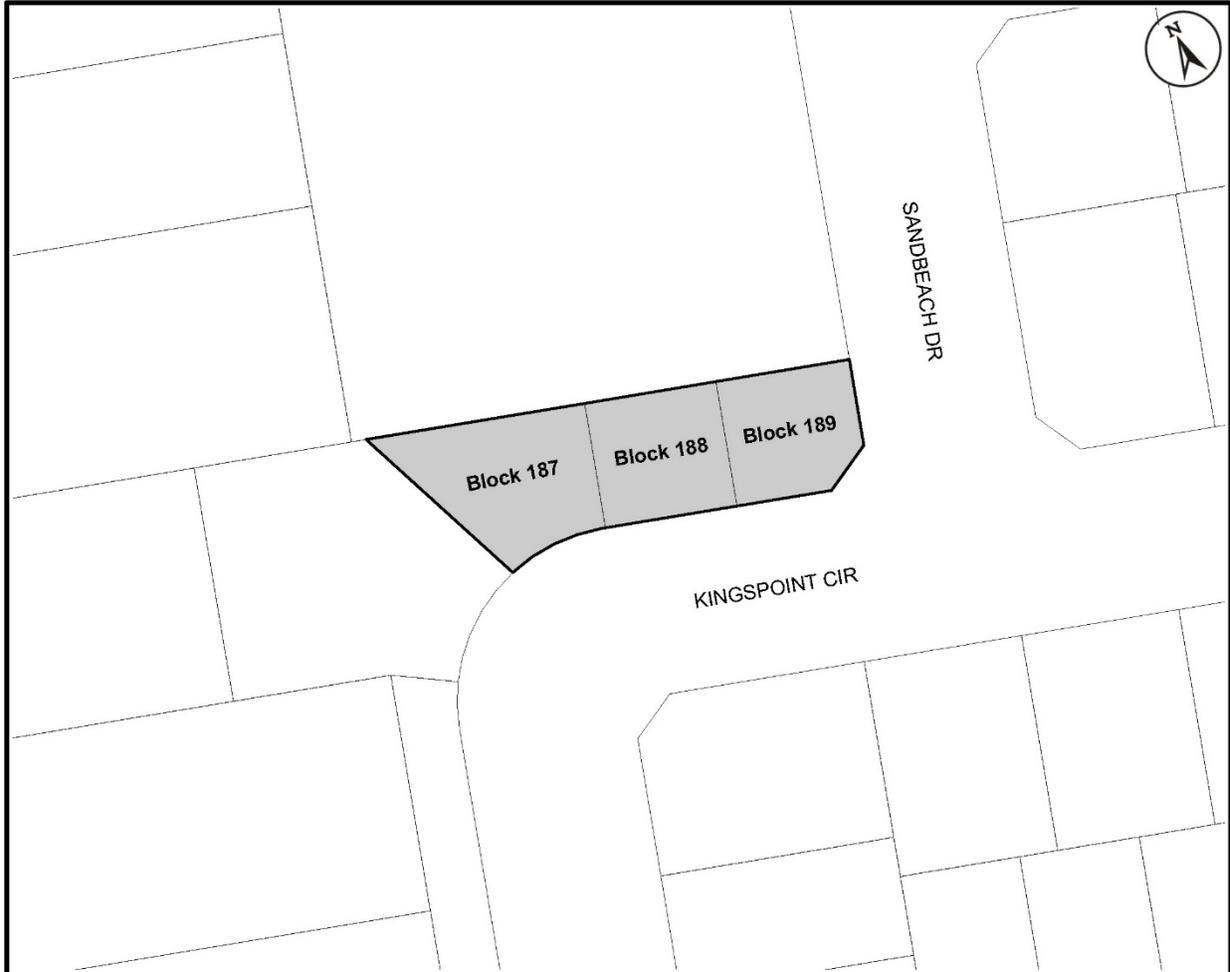 N
SANDBEACH DR
Block 187
Block 188
Block 189
KINGSPOINT CIR